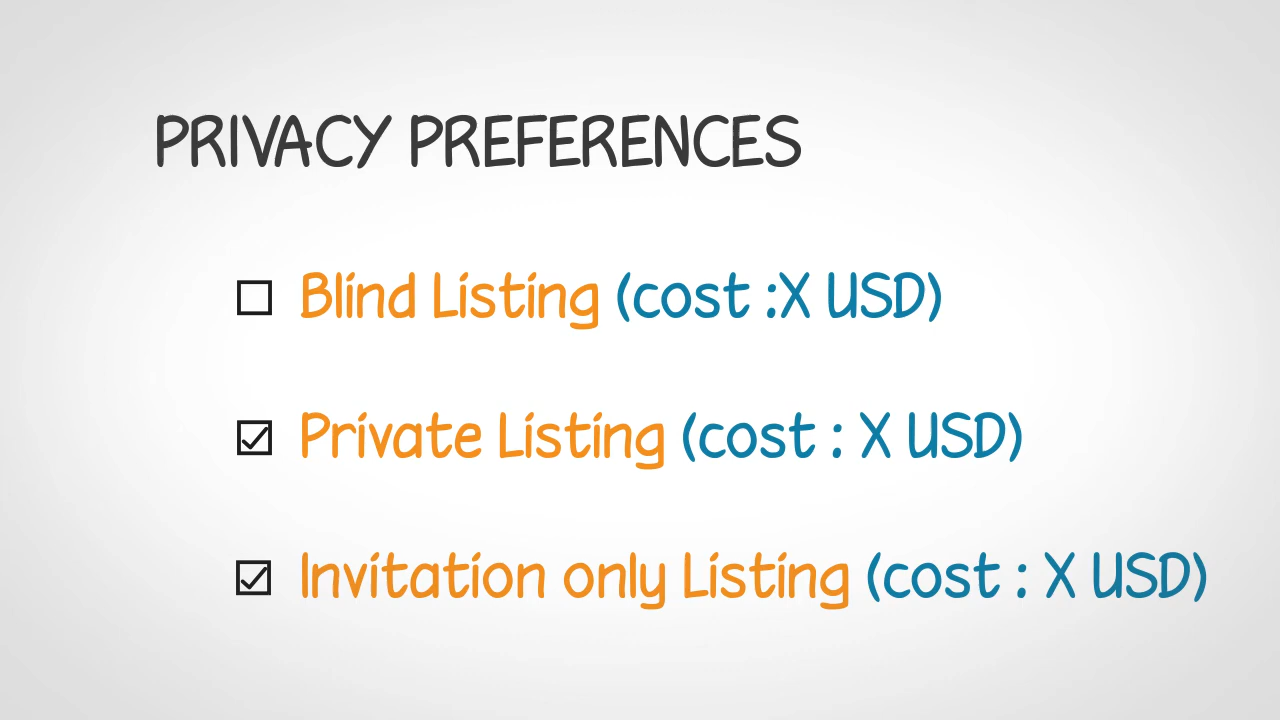 PRIVACY PREFERENCES
Blind Listing (cost :X USD)
Private Listing (cost : X USD)
Invitation only Listing (cost : X USD)